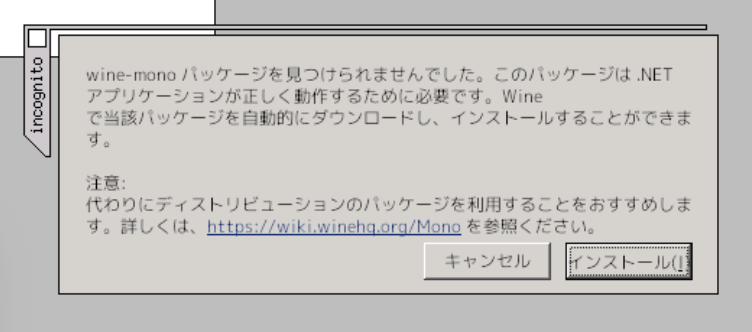 incognito
wine-mono パッケージを見つけられませんでした。このパッケージは .NET
アプリケーションが正しく動作するために必要です。Wine
で当該パッケージを自動的にダウンロードし、インストールすることができま
す。
注意:
代わりにディストリビューションのパッケージを利用することをおすすめしま
す。詳しくは、https://wiki.winehq.org/Mono を参照ください。
キャンセル
インストール(I